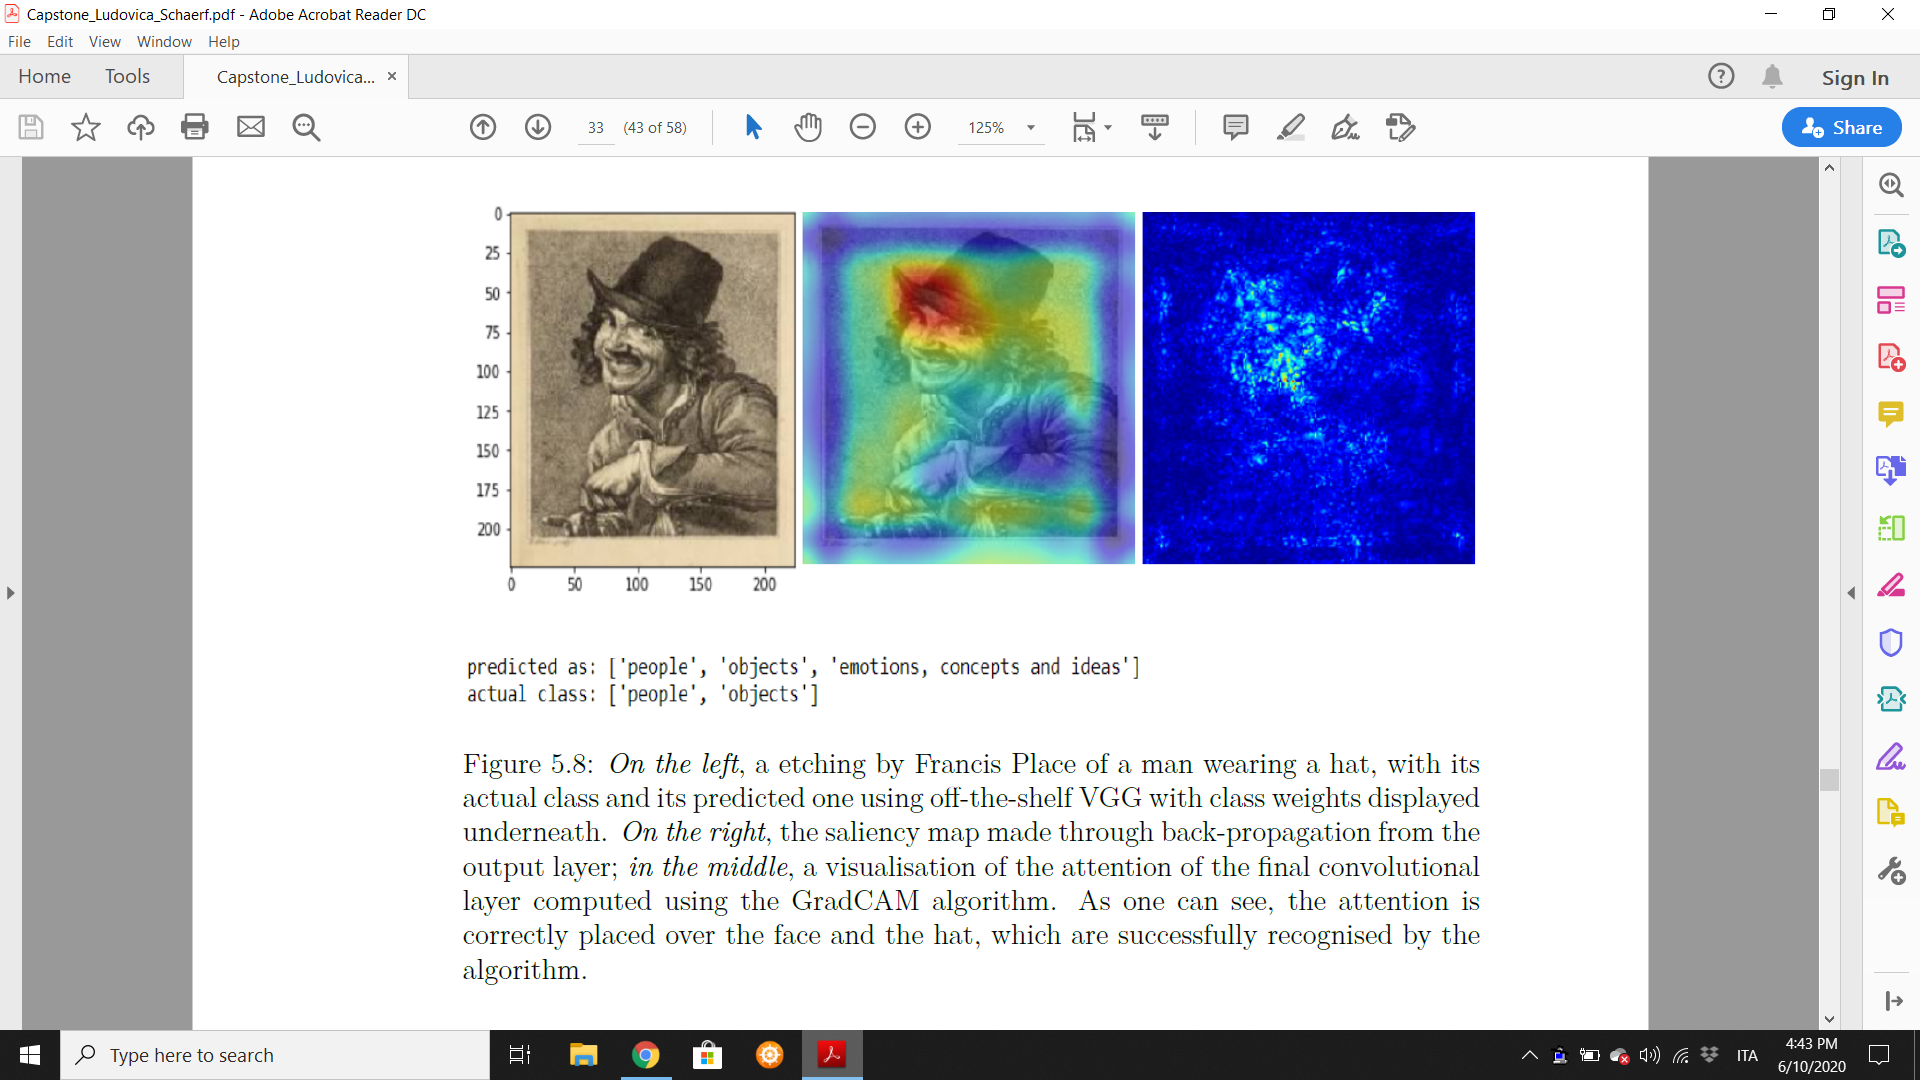 Capstone_Ludovica_Schaerf.pdf - Adobe Acrobat Reader DC
File Edit View Window Help
Home Tools Capstone_Ludovica... × Sign In
33 (43 of 58) 125% Share
0
25
50
75
100
125
150
175
200
0 50 100 150 200
predicted as: ['people', 'objects', 'emotions, concepts and ideas']
actual class: ['people', 'objects']
Figure 5.8: On the left, a etching by Francis Place of a man wearing a hat, with its
actual class and its predicted one using off-the-shelf VGG with class weights displayed
underneath. On the right, the saliency map made through back-propagation from the
output layer; in the middle, a visualisation of the attention of the final convolutional
layer computed using the GradCAM algorithm. As one can see, the attention is
correctly placed over the face and the hat, which are successfully recognised by the
algorithm.
Type here to search
ITA
4:43 PM
6/10/2020